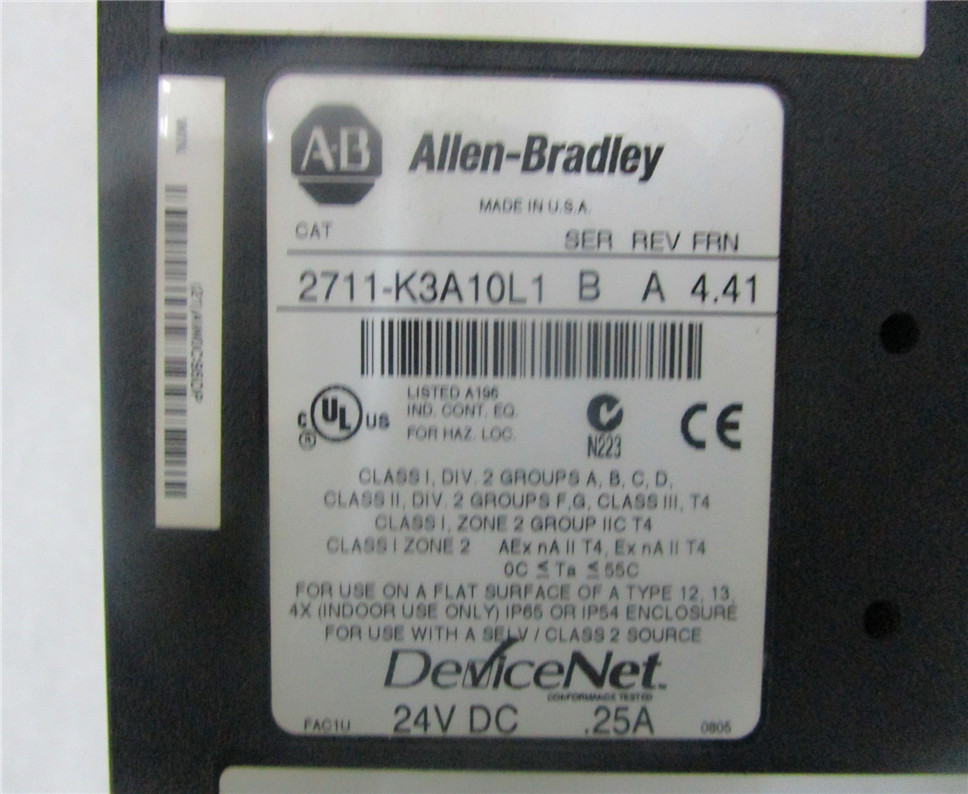 AB Allen-Bradley
MADE IN U.S.A.
CAT SER REV FRN
2711-K3A10L1 B A 4.41
LISTED A196
IND. CONT. EQ.
FOR HAZ. LOC.
C UL US
R
N223
CE
CLASS I, DIV. 2 GROUPS A, B, C, D,
CLASS II, DIV. 2 GROUPS F,G, CLASS III, T4
CLASS I, ZONE 2 GROUP IIC T4
CLASS I ZONE 2 AEx nA II T4, Ex nA II T4
0C ≤ Ta ≤ 55C
FOR USE ON A FLAT SURFACE OF A TYPE 12, 13,
4X (INDOOR USE ONLY) IP65 OR IP54 ENCLOSURE
FOR USE WITH A SELV / CLASS 2 SOURCE
DeviceNet™
CONFORMANCE TESTED
FAC1U 24V DC .25A 0805